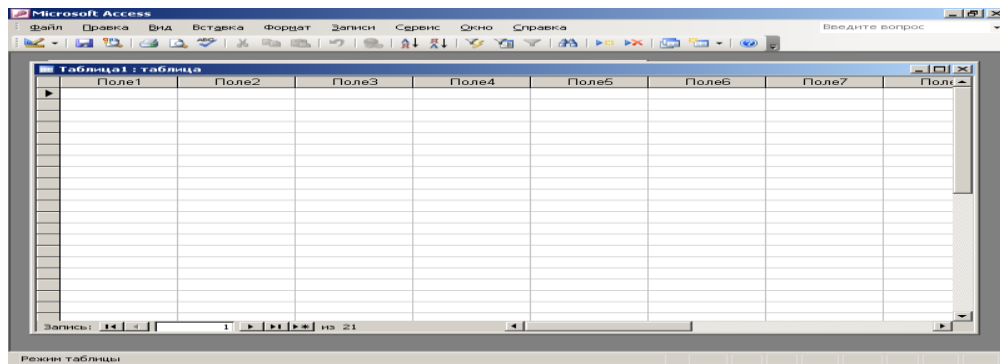 Microsoft Access
Файл Правка Вид Вставка Формат Записи Сервис Окно Справка Введите вопрос
Таблица1 : таблица
Поле1 Поле2 Поле3 Поле4 Поле5 Поле6 Поле7 Поле
Запись: 1 из 21
Режим таблицы